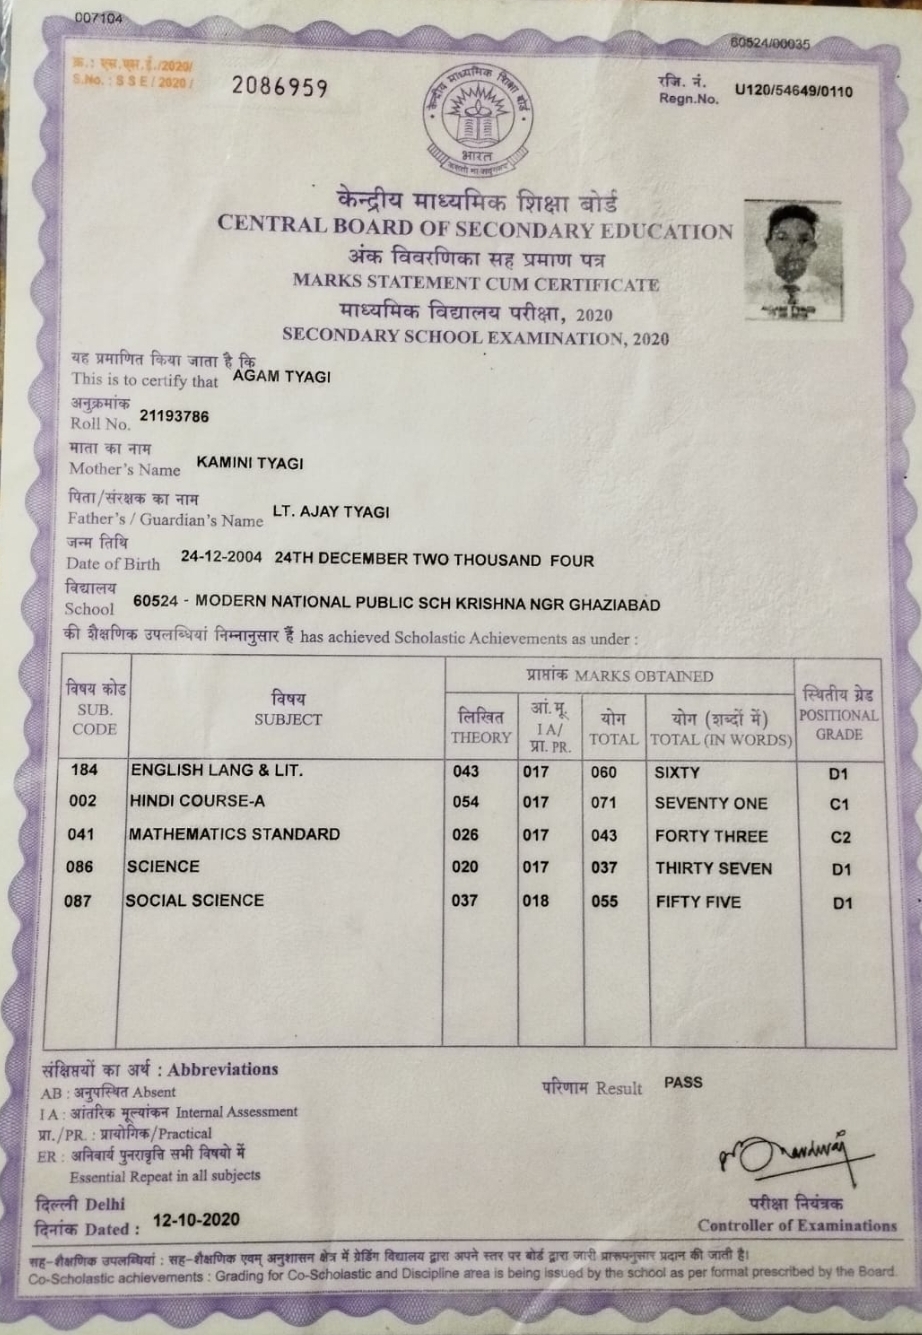 007104
60524/00035
क्र.: एस.एस.ई./2020/
S.No. : S S E / 2020 /
2086959
रजि. नं.
Regn.No. U120/54649/0110
केन्द्रीय माध्यमिक शिक्षा बोर्ड
भारत
केन्द्रीय माध्यमिक शिक्षा बोर्ड
CENTRAL BOARD OF SECONDARY EDUCATION
अंक विवरणिका सह प्रमाण पत्र
MARKS STATEMENT CUM CERTIFICATE
माध्यमिक विद्यालय परीक्षा, 2020
SECONDARY SCHOOL EXAMINATION, 2020
यह प्रमाणित किया जाता है कि
This is to certify that AGAM TYAGI
अनुक्रमांक
Roll No. 21193786
माता का नाम
Mother's Name KAMINI TYAGI
पिता/संरक्षक का नाम
Father's / Guardian's Name LT. AJAY TYAGI
जन्म तिथि
Date of Birth 24-12-2004 24TH DECEMBER TWO THOUSAND FOUR
विद्यालय
School 60524 - MODERN NATIONAL PUBLIC SCH KRISHNA NGR GHAZIABAD
की शैक्षणिक उपलब्धियां निम्नानुसार हैं has achieved Scholastic Achievements as under :
विषय कोड
SUB.
CODE
विषय
SUBJECT
प्राप्तांक MARKS OBTAINED
लिखित
THEORY
आं.मू.
I A/
प्रा. PR.
योग
TOTAL
योग (शब्दों में)
TOTAL (IN WORDS)
स्थितीय ग्रेड
POSITIONAL
GRADE
184 ENGLISH LANG & LIT. 043 017 060 SIXTY D1
002 HINDI COURSE-A 054 017 071 SEVENTY ONE C1
041 MATHEMATICS STANDARD 026 017 043 FORTY THREE C2
086 SCIENCE 020 017 037 THIRTY SEVEN D1
087 SOCIAL SCIENCE 037 018 055 FIFTY FIVE D1
संक्षिप्तियों का अर्थ : Abbreviations
AB : अनुपस्थित Absent
I A : आंतरिक मूल्यांकन Internal Assessment
प्रा./PR. : प्रायोगिक/Practical
ER : अनिवार्य पुनरावृत्ति सभी विषयों में
Essential Repeat in all subjects
परिणाम Result PASS
दिल्ली Delhi
दिनांक Dated : 12-10-2020
परीक्षा नियंत्रक
Controller of Examinations
सह-शैक्षणिक उपलब्धियां : सह-शैक्षणिक एवम् अनुशासन क्षेत्र में ग्रेडिंग विद्यालय द्वारा अपने स्तर पर बोर्ड द्वारा जारी प्रारूपनुसार प्रदान की जाती है।
Co-Scholastic achievements : Grading for Co-Scholastic and Discipline area is being issued by the school as per format prescribed by the Board.